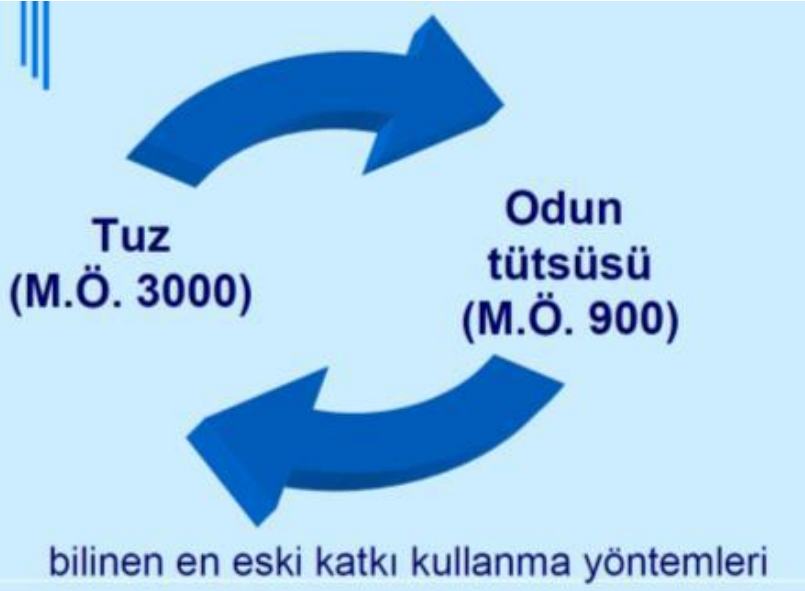 Tuz
(M.Ö. 3000)
Odun
tütsüsü
(M.Ö. 900)
bilinen en eski katkı kullanma yöntemleri